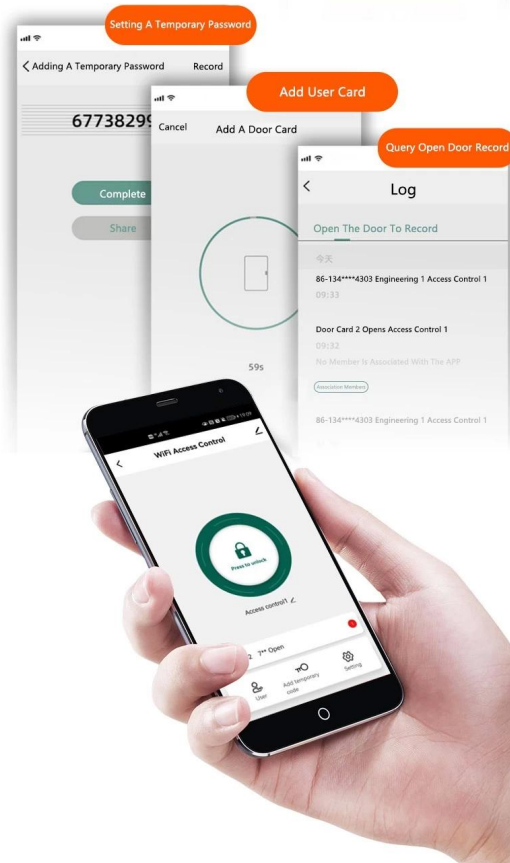 Setting A Temporary Password
Adding A Temporary Password Record
67738299
Complete
Share
Add User Card
Cancel Add A Door Card
59s
Query Open Door Record
Log
Open The Door To Record
今天
86-134****4303 Engineering 1 Access Control 1
09:33
Door Card 2 Opens Access Control 1
09:32
No Member Is Associated With The APP
Association Members
86-134****4303 Engineering 1 Access Control 1
19:09
WiFi Access Control
Press to unlock
Access control1
2 7** Open
User
Add temporary
code
Setting